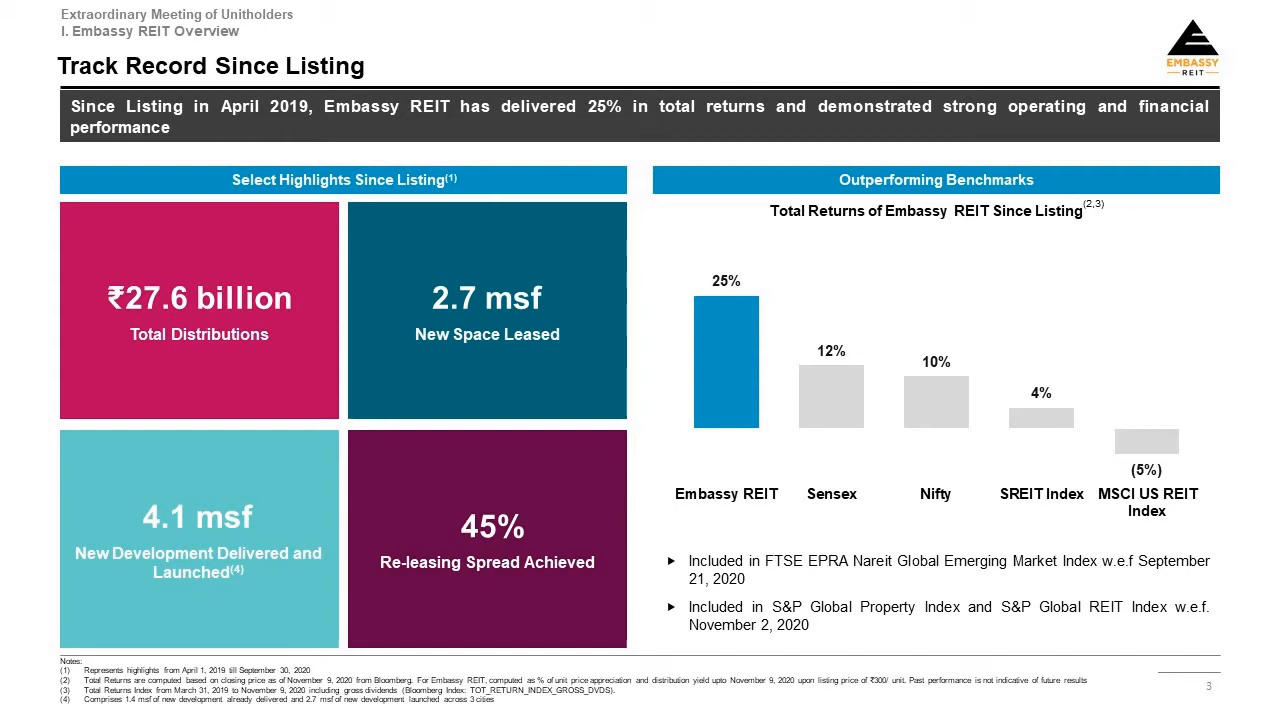 Extraordinary Meeting of Unitholders
I. Embassy REIT Overview
Track Record Since Listing
EMBASSY
REIT
Since Listing in April 2019, Embassy REIT has delivered 25% in total returns and demonstrated strong operating and financial
performance
Select Highlights Since Listing(1)
₹27.6 billion
Total Distributions
2.7 msf
New Space Leased
4.1 msf
New Development Delivered and
Launched(4)
45%
Re-leasing Spread Achieved
Outperforming Benchmarks
Total Returns of Embassy REIT Since Listing(2,3)
25%
12%
10%
4%
(5%)
Embassy REIT Sensex Nifty SREIT Index MSCI US REIT
Index
► Included in FTSE EPRA Nareit Global Emerging Market Index w.e.f September
21, 2020
► Included in S&P Global Property Index and S&P Global REIT Index w.e.f.
November 2, 2020
Notes:
(1) Represents highlights from April 1, 2019 till September 30, 2020
(2) Total Returns are computed based on closing price as of November 9, 2020 from Bloomberg. For Embassy REIT, computed as % of unit price appreciation and distribution yield upto November 9, 2020 upon listing price of ₹300/ unit. Past performance is not indicative of future results
(3) Total Returns Index from March 31, 2019 to November 9, 2020 including gross dividends (Bloomberg Index: TOT_RETURN_INDEX_GROSS_DVDS).
(4) Comprises 1.4 msf of new development already delivered and 2.7 msf of new development launched across 3 cities
3